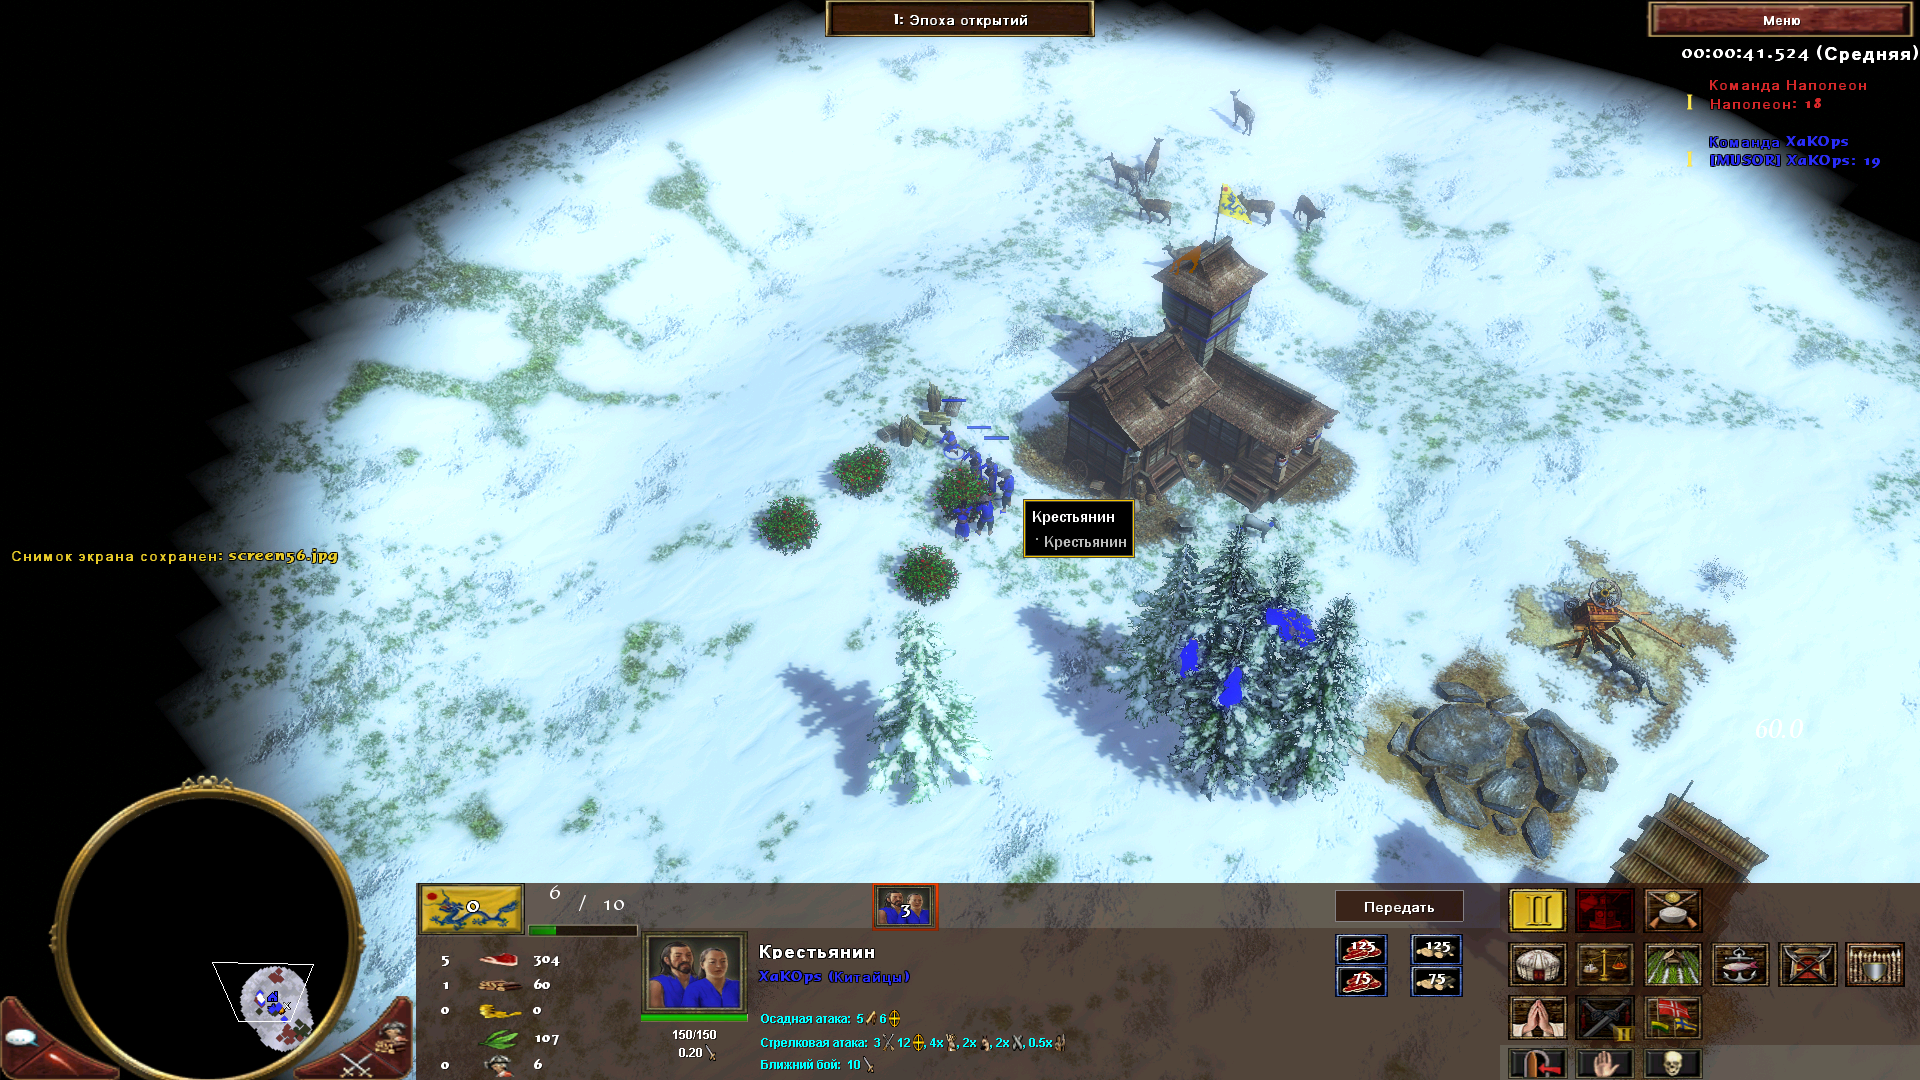 I: Эпоха открытий
Меню
00:00:41.524 (Средняя)
Команда Наполеон
I Наполеон: 18
Команда XaKOps
I [MUSOR] XaKOps: 19
Крестьянин
· Крестьянин
Снимок экрана сохранен: screen56.jpg
60.0
0
6 / 10
3
Передать
II
5 304
1 60
0 0
107
0 6
Крестьянин
XaKOps (Китайцы)
150/150
0.20
Осадная атака: 5 6
Стрелковая атака: 3 12, 4x, 2x, 2x, 0.5x
Ближний бой: 10
125 125
75 75
II